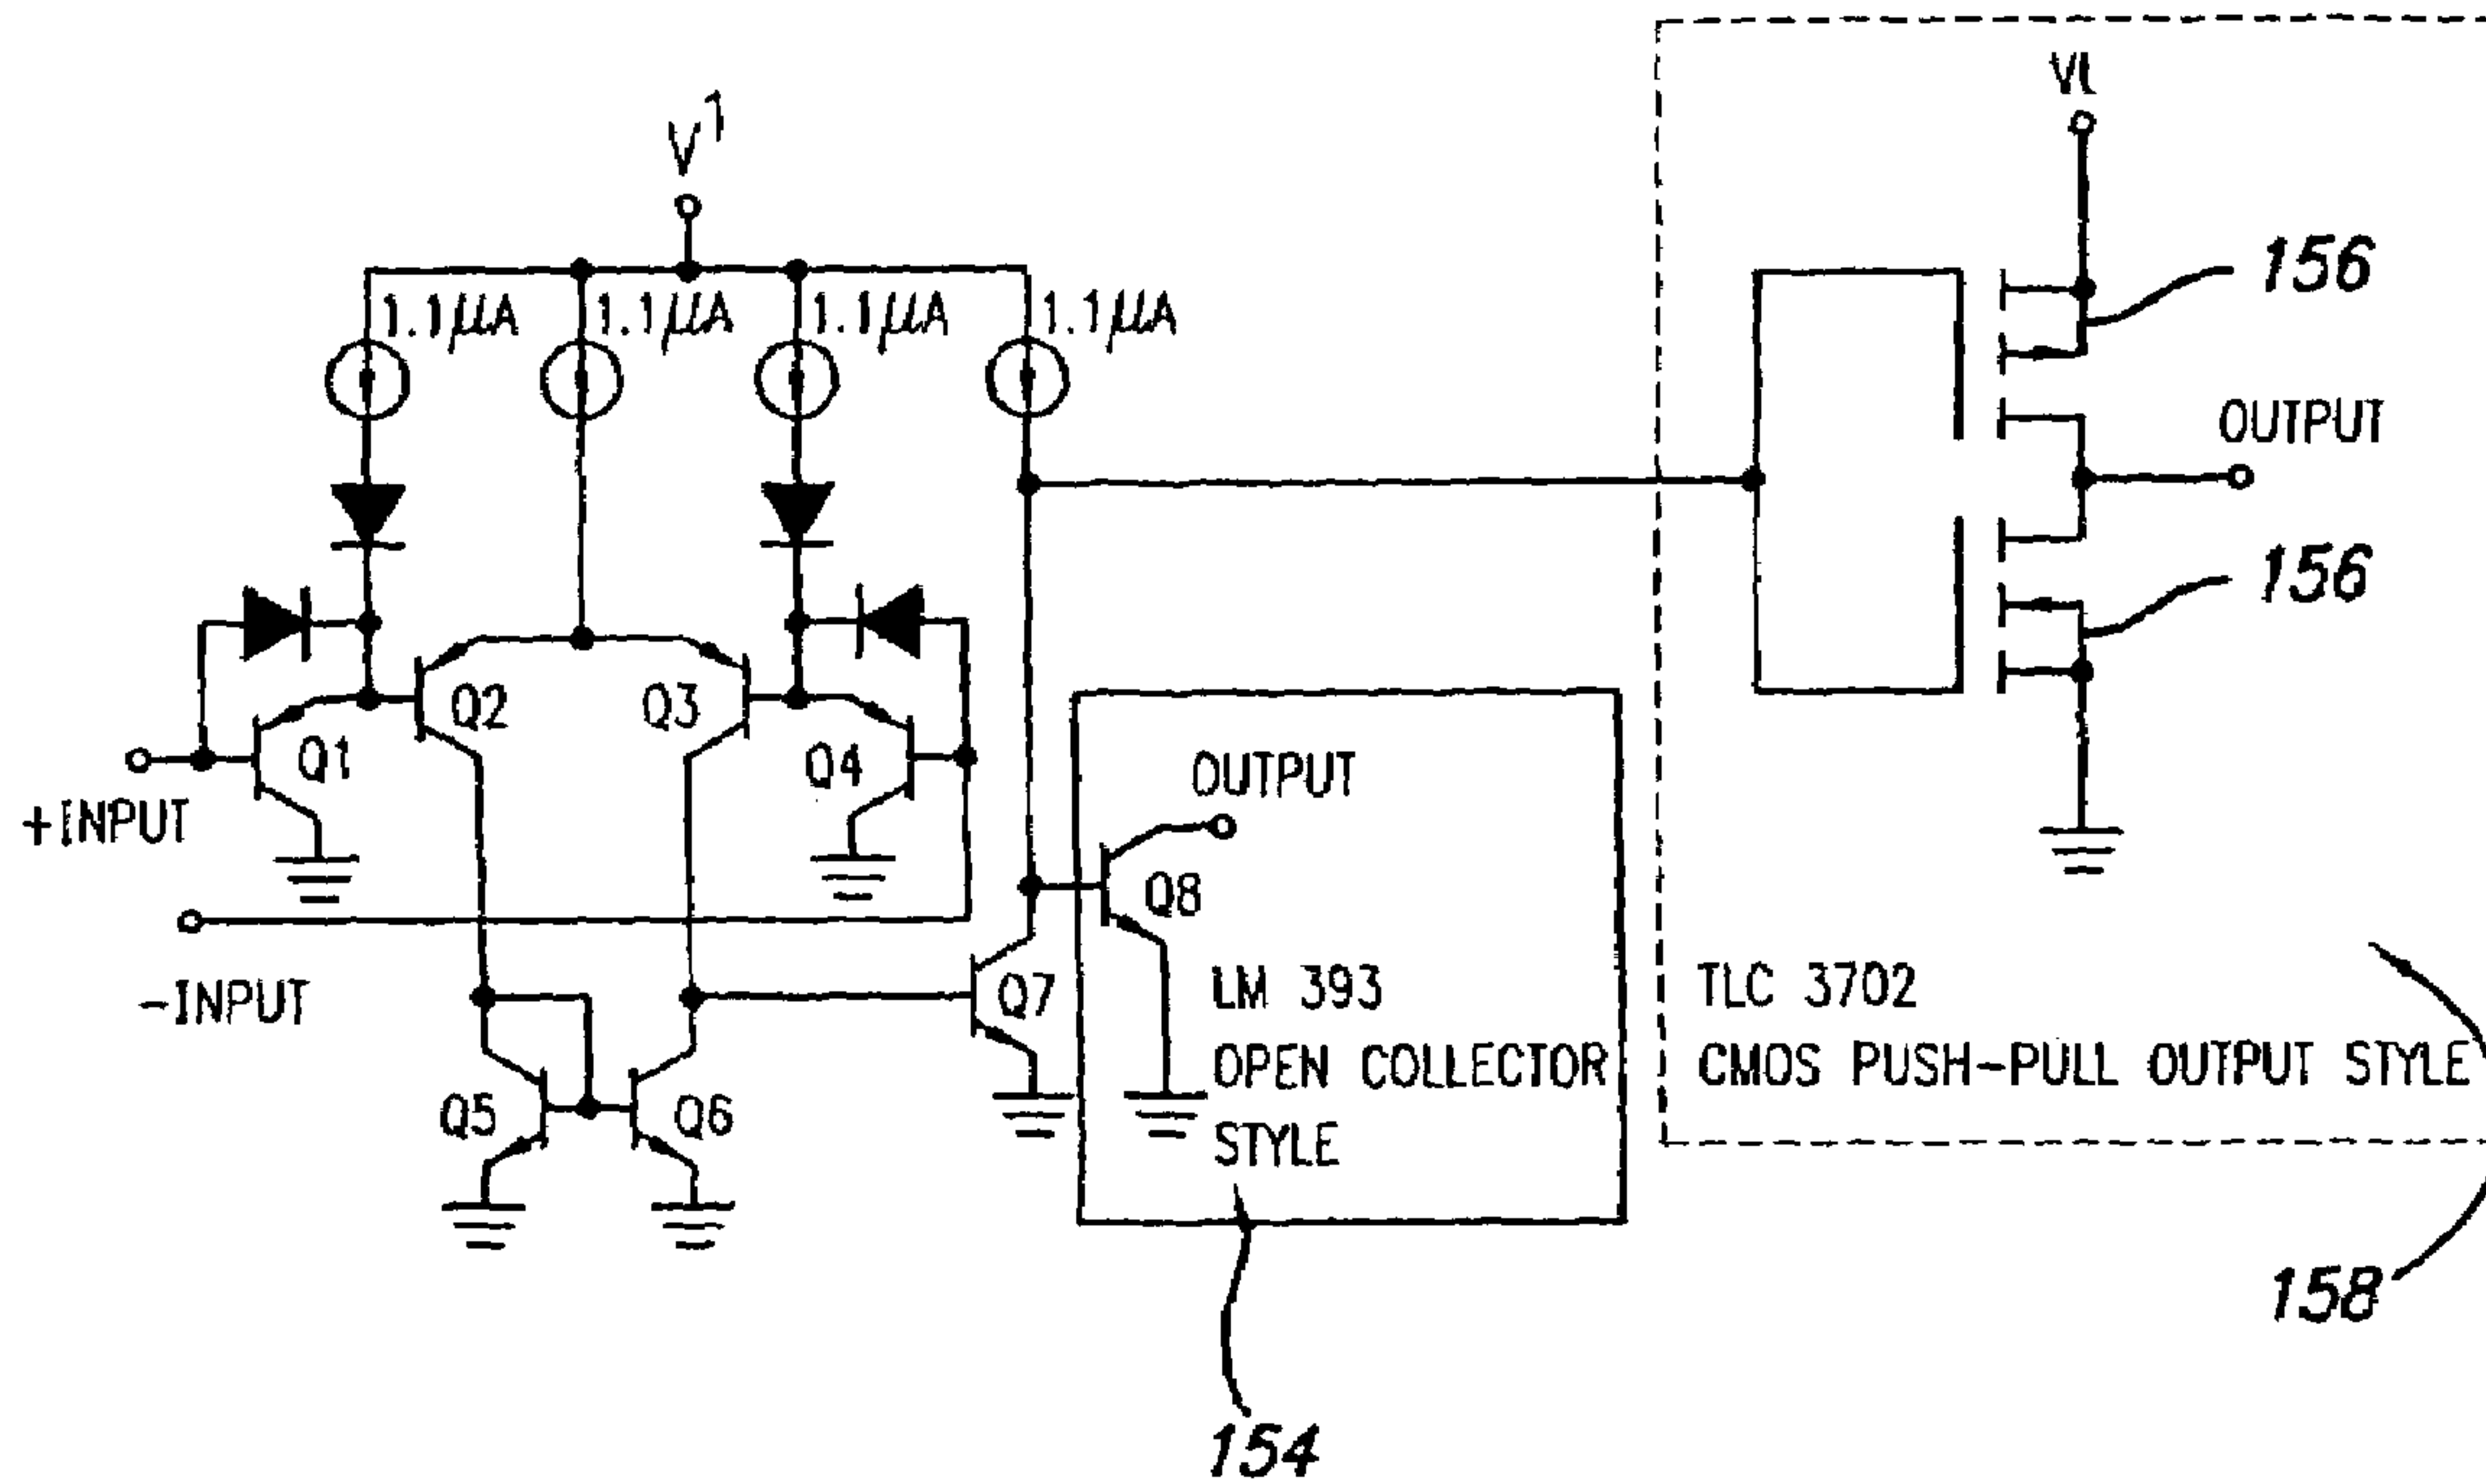 V1
1.1µA
1.1µA
1.1µA
1.1µA
156
OUTPUT
156
Q2
Q3
Q1
Q4
+INPUT
OUTPUT
Q8
-INPUT
Q7
LM 393
OPEN COLLECTOR
STYLE
TLC 3702
CMOS PUSH-PULL OUTPUT STYLE
Q5
Q6
158
154